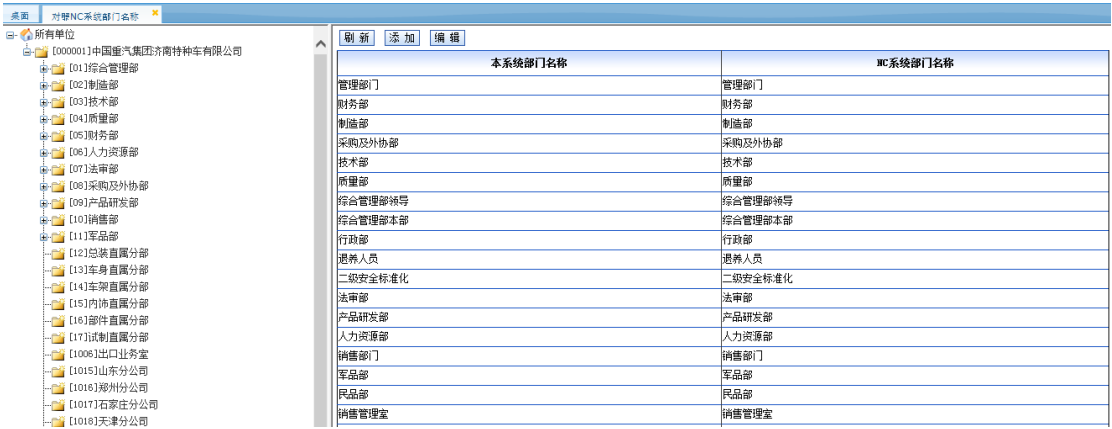 桌面 对照NC系统部门名称
所有单位
[000001]中国重汽集团济南特种车有限公司
[01]综合管理部
[02]制造部
[03]技术部
[04]质量部
[05]财务部
[06]人力资源部
[07]法审部
[08]采购及外协部
[09]产品研发部
[10]销售部
[11]军品部
[12]总装直属分部
[13]车身直属分部
[14]车架直属分部
[15]内饰直属分部
[16]部件直属分部
[17]试制直属分部
[1006]出口业务室
[1015]山东分公司
[1016]郑州分公司
[1017]石家庄分公司
[1018]天津分公司
刷新 添加 编辑
本系统部门名称 NC系统部门名称
管理部门 管理部门
财务部 财务部
制造部 制造部
采购及外协部 采购及外协部
技术部 技术部
质量部 质量部
综合管理部领导 综合管理部领导
综合管理部本部 综合管理部本部
行政部 行政部
退养人员 退养人员
二级安全标准化 二级安全标准化
法审部 法审部
产品研发部 产品研发部
人力资源部 人力资源部
销售部门 销售部门
军品部 军品部
民品部 民品部
销售管理室 销售管理室